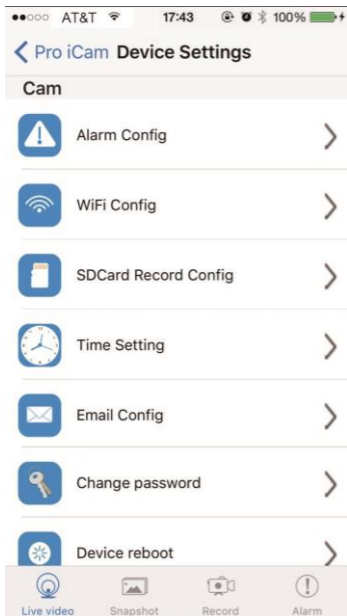 AT&T 17:43 100%
Pro iCam Device Settings
Cam
Alarm Config
WiFi Config
SDCard Record Config
Time Setting
Email Config
Change password
Device reboot
Live video Snapshot Record Alarm